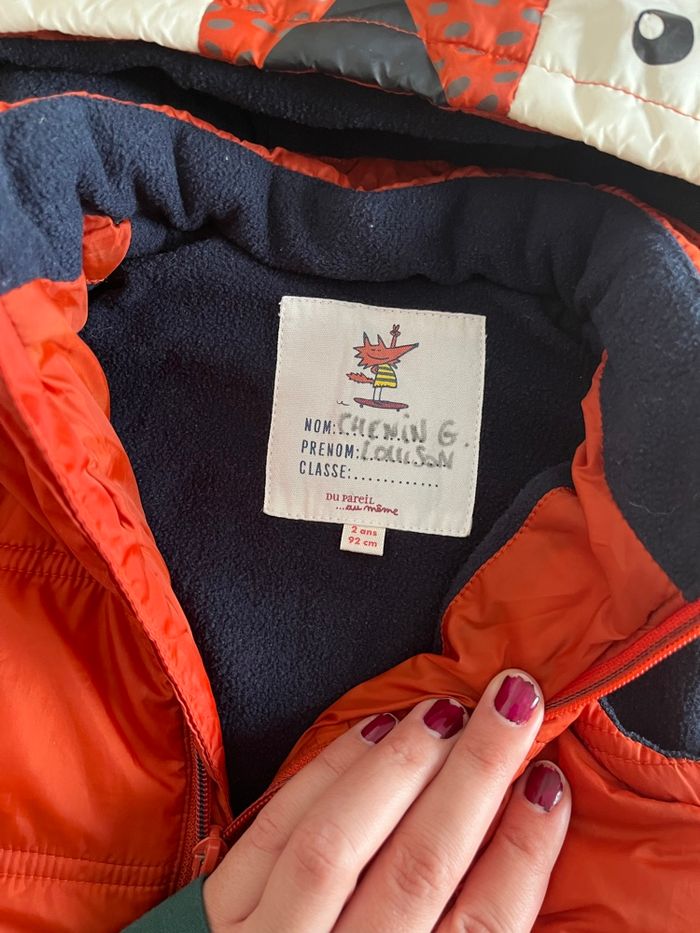 NOM: CHEMIN G.
PRENOM: LOUISON
CLASSE:.............
DU PAREIL
...au même
2 ans
92 cm